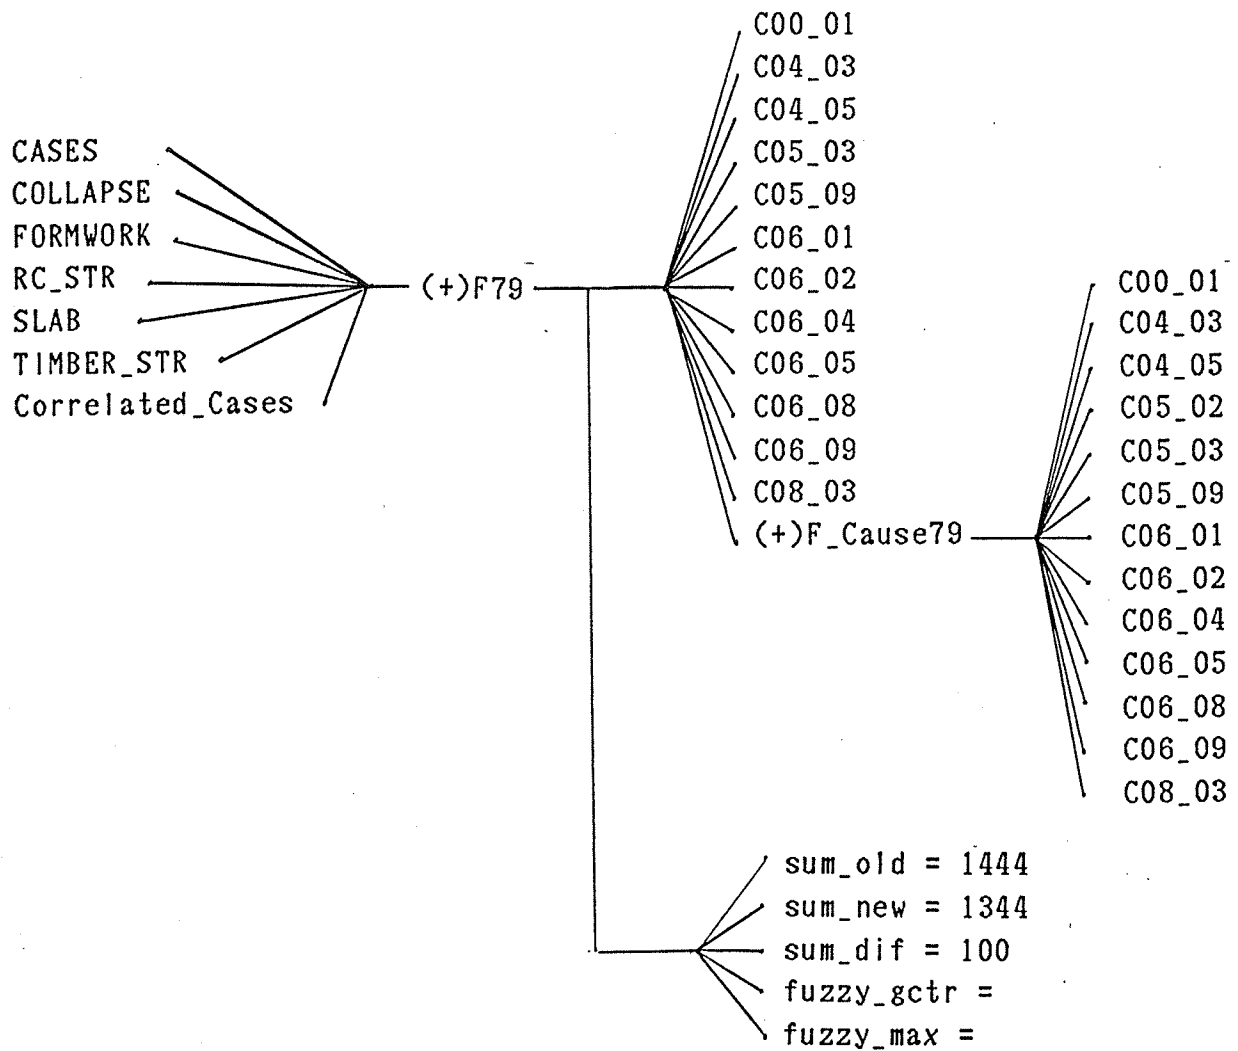 CASES
COLLAPSE
FORMWORK
RC_STR
SLAB
TIMBER_STR
Correlated_Cases
(+)F79
C00_01
C04_03
C04_05
C05_03
C05_09
C06_01
C06_02
C06_04
C06_05
C06_08
C06_09
C08_03
(+)F_Cause79
C00_01
C04_03
C04_05
C05_02
C05_03
C05_09
C06_01
C06_02
C06_04
C06_05
C06_08
C06_09
C08_03
sum_old = 1444
sum_new = 1344
sum_dif = 100
fuzzy_gctr =
fuzzy_max =